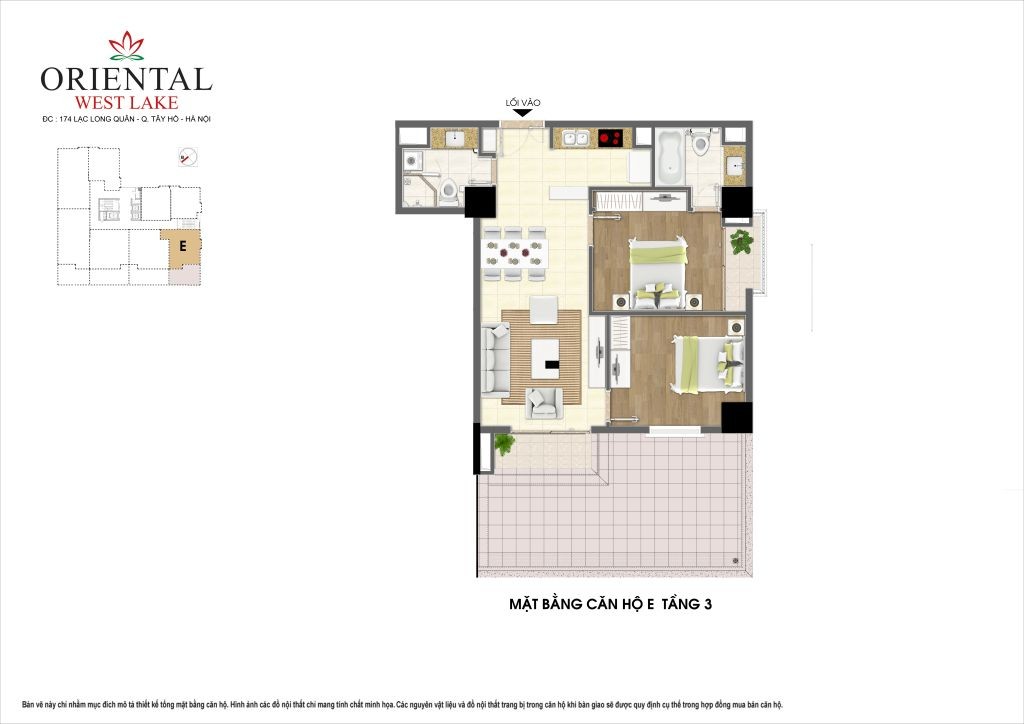 ORIENTAL
WEST LAKE
ĐC : 174 LẠC LONG QUÂN - Q. TÂY HỒ - HÀ NỘI
LỐI VÀO
E
MẶT BẰNG CĂN HỘ E TẦNG 3
Bản vẽ này chỉ nhằm mục đích mô tả thiết kế tổng mặt bằng căn hộ. Hình ảnh các đồ nội thất chỉ mang tính chất minh họa. Các nguyên vật liệu và đồ nội thất trang bị trong căn hộ khi bàn giao sẽ được quy định cụ thể trong hợp đồng mua bán căn hộ.